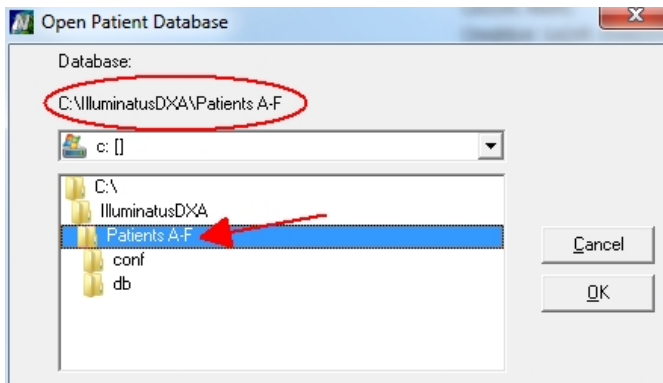 Open Patient Database
Database:
C:\IlluminatusDXA\Patients A-F
c: []
C:\
IlluminatusDXA
Patients A-F
conf
db
Cancel
OK